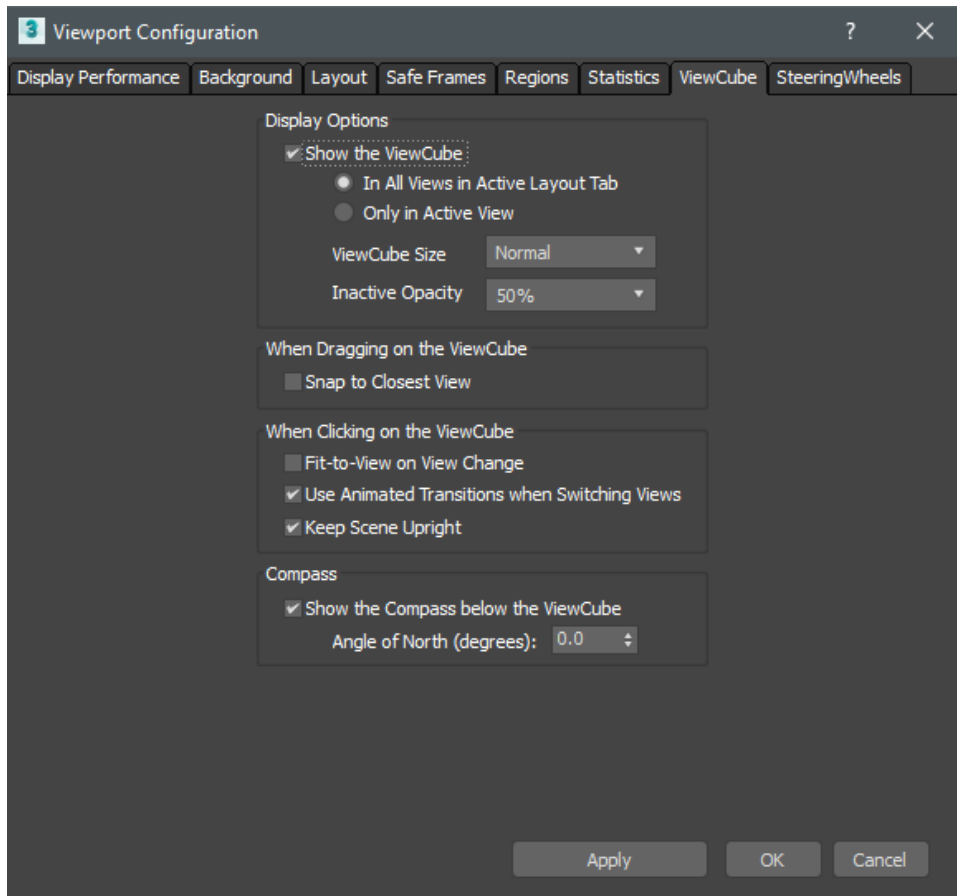 3 Viewport Configuration ? ×
Display Performance Background Layout Safe Frames Regions Statistics ViewCube SteeringWheels
Display Options
Show the ViewCube
In All Views in Active Layout Tab
Only in Active View
ViewCube Size Normal
Inactive Opacity 50%
When Dragging on the ViewCube
Snap to Closest View
When Clicking on the ViewCube
Fit-to-View on View Change
Use Animated Transitions when Switching Views
Keep Scene Upright
Compass
Show the Compass below the ViewCube
Angle of North (degrees): 0.0
Apply OK Cancel